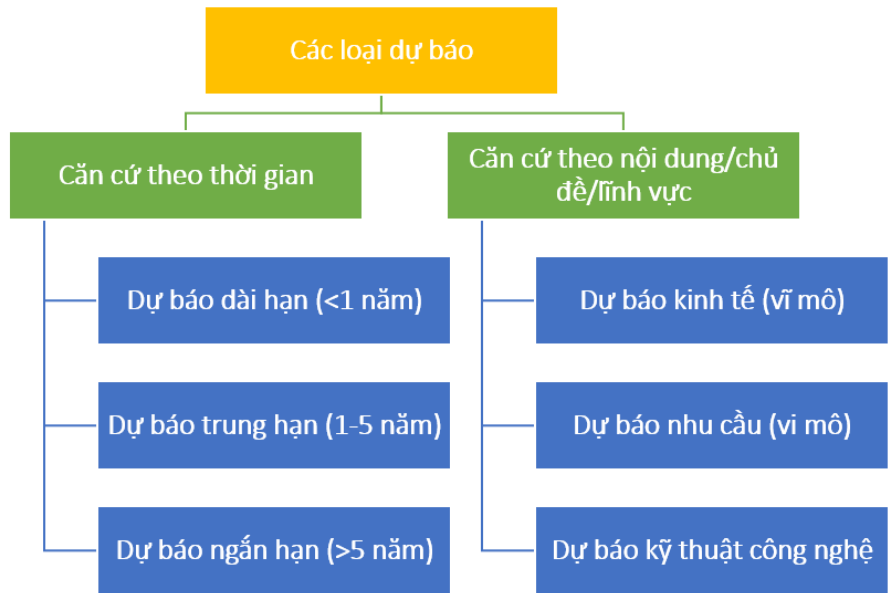 Các loại dự báo
Căn cứ theo thời gian
Dự báo dài hạn (<1 năm)
Dự báo trung hạn (1-5 năm)
Dự báo ngắn hạn (>5 năm)
Căn cứ theo nội dung/chủ
đề/lĩnh vực
Dự báo kinh tế (vĩ mô)
Dự báo nhu cầu (vi mô)
Dự báo kỹ thuật công nghệ